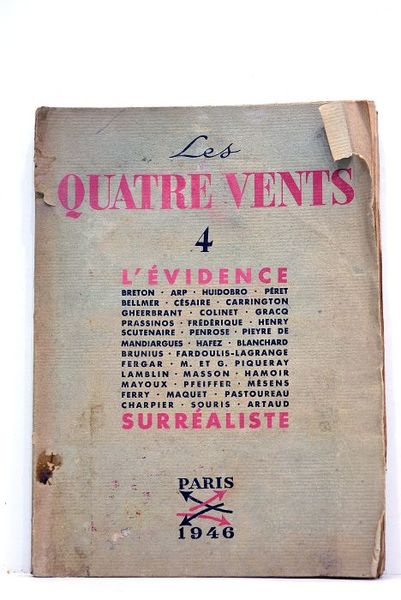 Les
QUATRE VENTS
4
L'ÉVIDENCE
BRETON · ARP · HUIDOBRO · PÉRET
BELLMER · CÉSAIRE · CARRINGTON
GHEERBRANT · COLINET · GRACQ
PRASSINOS · FRÉDÉRIQUE · HENRY
SCUTENAIRE · PENROSE · PIEYRE DE
MANDIARGUES · HAFEZ · BLANCHARD
BRUNIUS · FARDOULIS-LAGRANGE
FERGAR · M. ET G. PIQUERAY
LAMBLIN · MASSON · HAMOIR
MAYOUX · PFEIFFER · MÉSENS
FERRY · MAQUET · PASTOUREAU
CHARPIER · SOURIS · ARTAUD
SURRÉALISTE
PARIS
1946